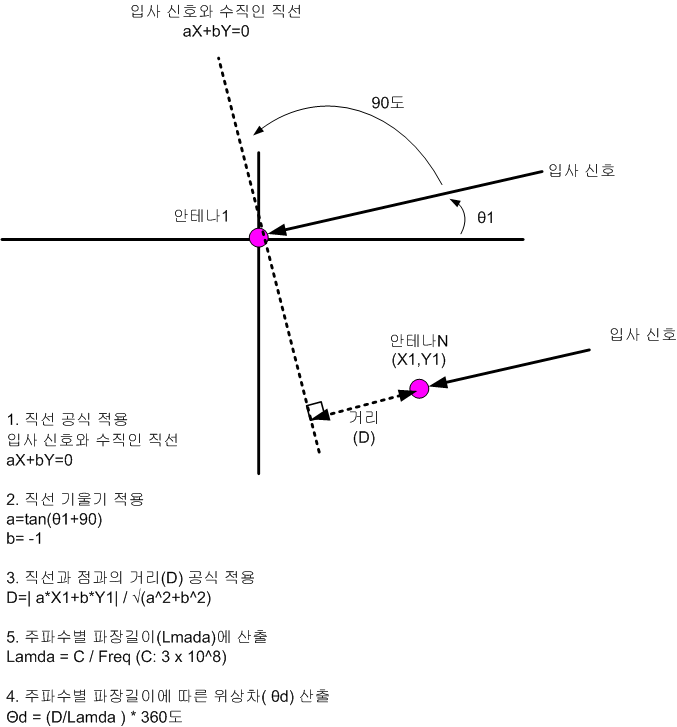 입사 신호와 수직인 직선
aX+bY=0
90도
입사 신호
안테나1
θ1
안테나N
(X1,Y1)
입사 신호
거리
(D)
1. 직선 공식 적용
입사 신호와 수직인 직선
aX+bY=0
2. 직선 기울기 적용
a=tan(θ1+90)
b= -1
3. 직선과 점과의 거리(D) 공식 적용
D=| a*X1+b*Y1| / √(a^2+b^2)
5. 주파수별 파장길이(Lmada)에 산출
Lamda = C / Freq (C: 3 x 10^8)
4. 주파수별 파장길이에 따른 위상차( θd) 산출
Θd = (D/Lamda ) * 360도